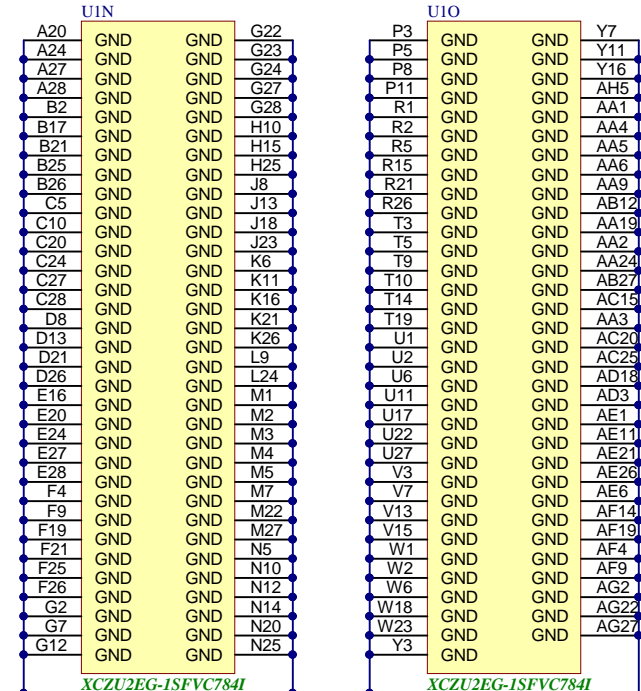 U1N
A20 GND GND G22
A24 GND GND G23
A27 GND GND G24
A28 GND GND G27
B2 GND GND G28
B17 GND GND H10
B21 GND GND H15
B25 GND GND H25
B26 GND GND J8
C5 GND GND J13
C10 GND GND J18
C20 GND GND J23
C24 GND GND K6
C27 GND GND K11
C28 GND GND K16
D8 GND GND K21
D13 GND GND K26
D21 GND GND L9
D26 GND GND L24
E16 GND GND M1
E20 GND GND M2
E24 GND GND M3
E27 GND GND M4
E28 GND GND M5
F4 GND GND M7
F9 GND GND M22
F19 GND GND M27
F21 GND GND N5
F25 GND GND N10
F26 GND GND N12
G2 GND GND N14
G7 GND GND N20
G12 GND GND N25
XCZU2EG-1SFVC784I
U1O
P3 GND GND Y7
P5 GND GND Y11
P8 GND GND Y16
P11 GND GND AH5
R1 GND GND AA1
R2 GND GND AA4
R5 GND GND AA5
R15 GND GND AA6
R21 GND GND AA9
R26 GND GND AB12
T3 GND GND AA19
T5 GND GND AA2
T9 GND GND AA24
T10 GND GND AB27
T14 GND GND AC15
T19 GND GND AA3
U1 GND GND AC20
U2 GND GND AC25
U6 GND GND AD18
U11 GND GND AD3
U17 GND GND AE1
U22 GND GND AE11
U27 GND GND AE21
V3 GND GND AE26
V7 GND GND AE6
V13 GND GND AF14
V15 GND GND AF19
W1 GND GND AF4
W2 GND GND AF9
W6 GND GND AG2
W18 GND GND AG22
W23 GND GND AG27
Y3 GND
XCZU2EG-1SFVC784I